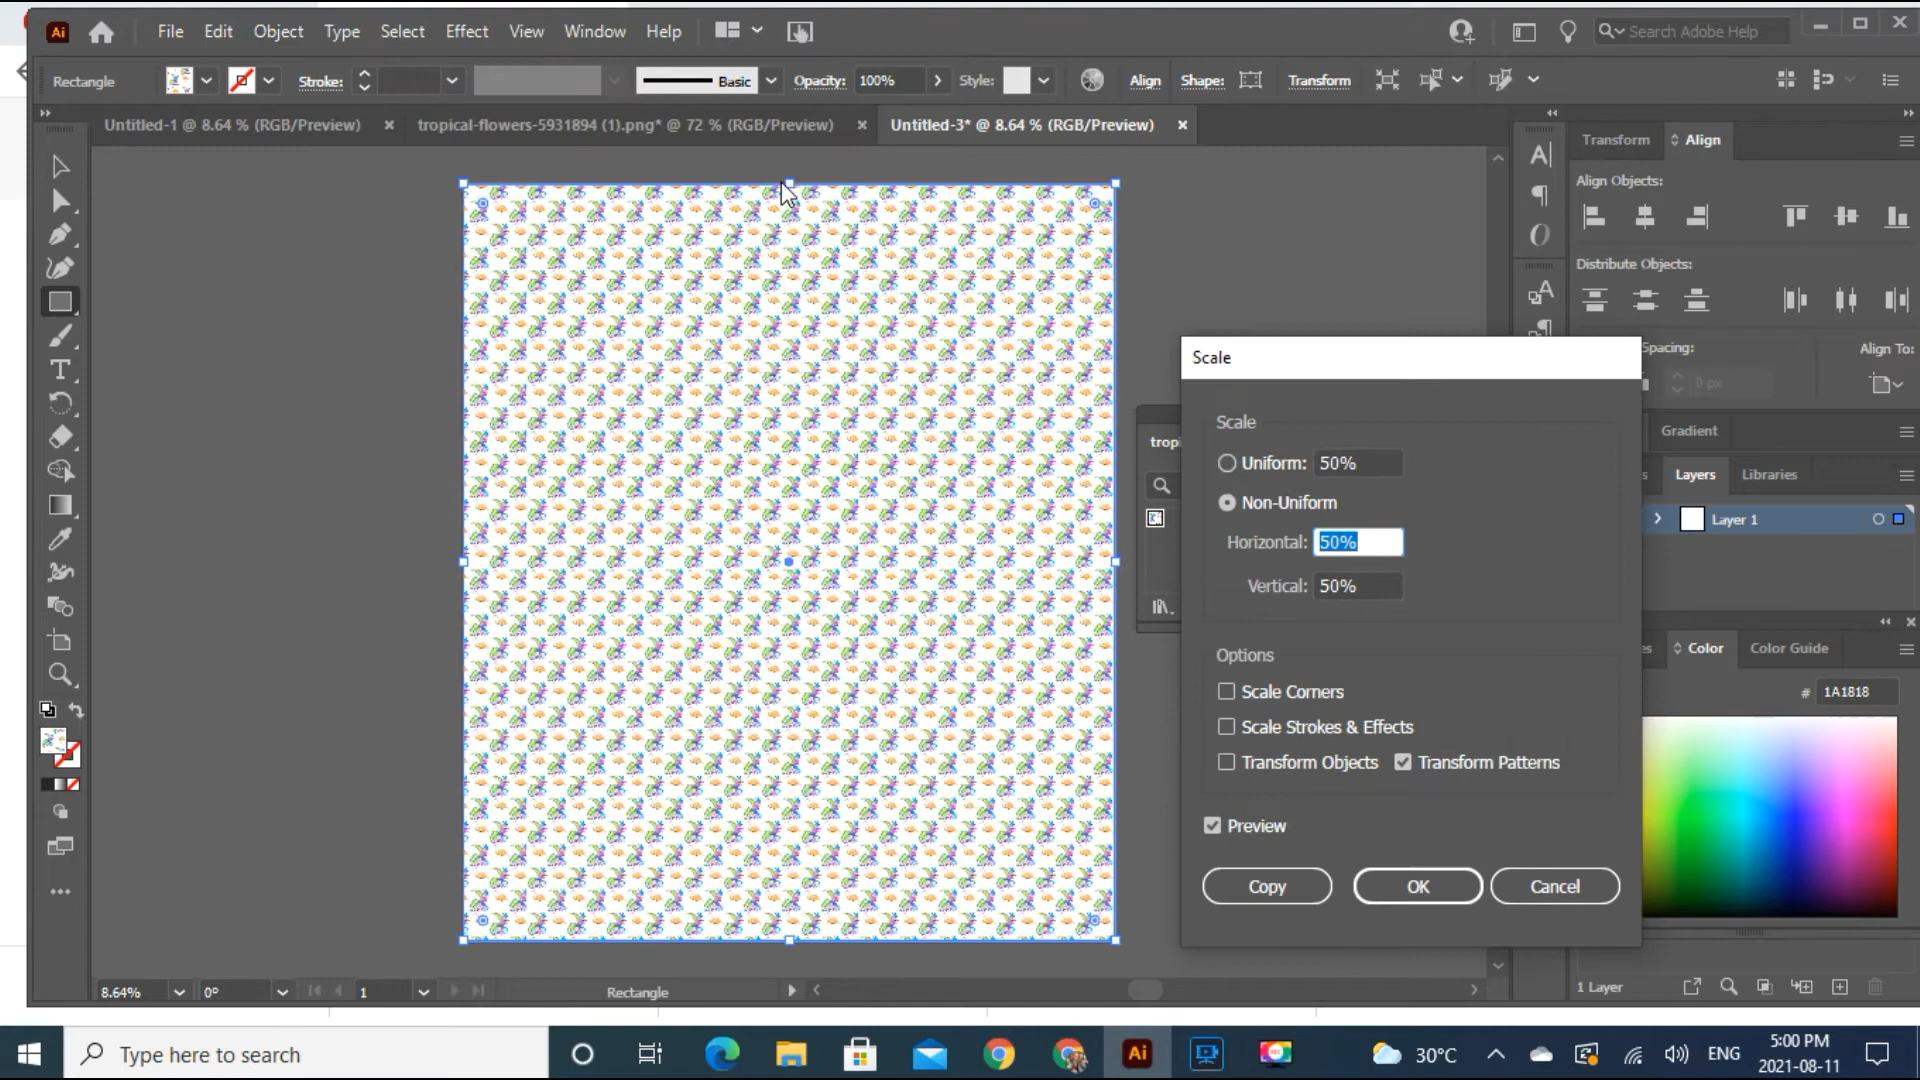 Ai File Edit Object Type Select Effect View Window Help Search Adobe Help
Rectangle Stroke: Basic Opacity: 100% Style: Align Shape: Transform
Untitled-1 @ 8.64 % (RGB/Preview) tropical-flowers-5931894 (1).png* @ 72 % (RGB/Preview) Untitled-3* @ 8.64 % (RGB/Preview)
Transform Align
Align Objects:
Distribute Objects:
Spacing: Align To:
0 px
Scale
Scale
Uniform: 50%
Non-Uniform
Horizontal: 50%
Vertical: 50%
Options
Scale Corners
Scale Strokes & Effects
Transform Objects Transform Patterns
Preview
Copy OK Cancel
tropi
Gradient
s Layers Libraries
Layer 1
es Color Color Guide
# 1A1818
8.64% 0° 1 Rectangle
1 Layer
Type here to search
Ai
30°C ENG
5:00 PM
2021-08-11